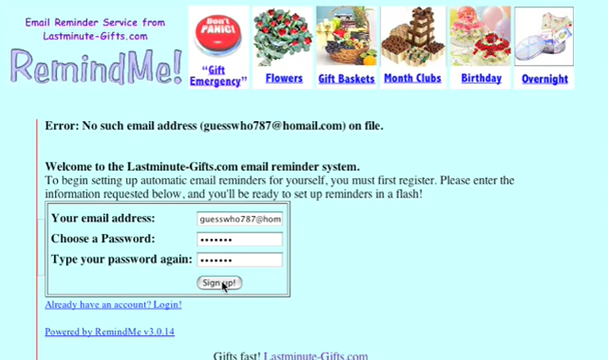 Email Reminder Service from
Lastminute-Gifts.com
RemindMe!
Don't
PANIC!
"Gift
Emergency"
Flowers
Gift Baskets
Month Clubs
Birthday
Overnight
Error: No such email address (guesswho787@homail.com) on file.
Welcome to the Lastminute-Gifts.com email reminder system.
To begin setting up automatic email reminders for yourself, you must first register. Please enter the
information requested below, and you'll be ready to set up reminders in a flash!
Your email address: guesswho787@hom
Choose a Password: •••••••
Type your password again: •••••••
Sign up!
Already have an account? Login!
Powered by RemindMe v3.0.14
Gifts fast! Lastminute-Gifts.com